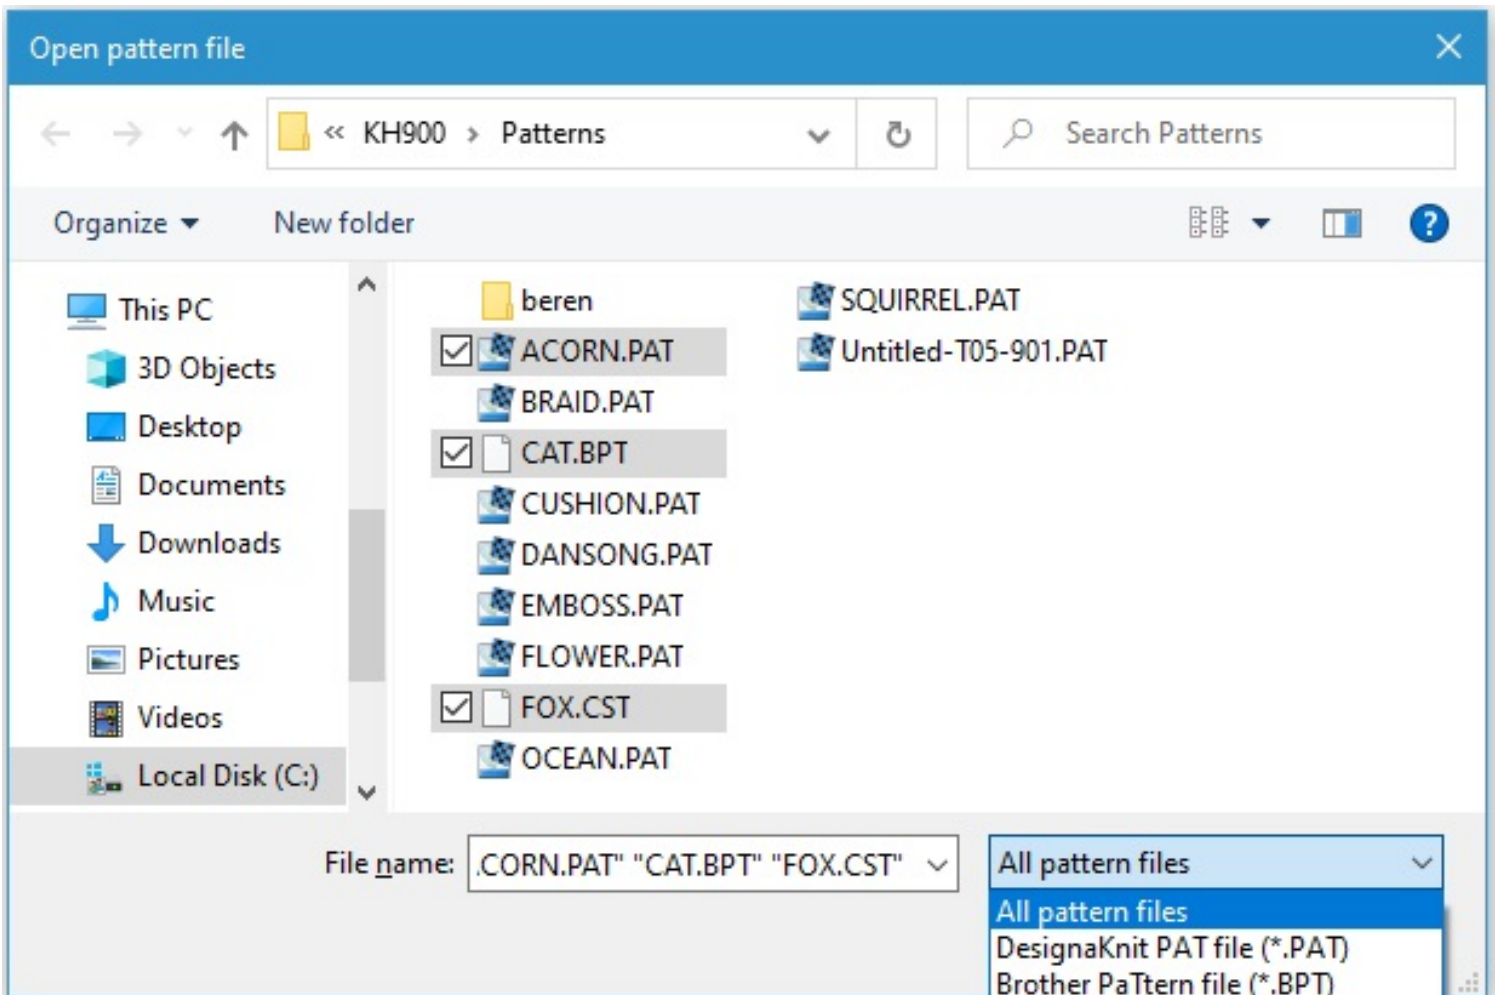 Open pattern file
« KH900 › Patterns
Search Patterns
Organize
New folder
?
This PC
3D Objects
Desktop
Documents
Downloads
Music
Pictures
Videos
Local Disk (C:)
beren
ACORN.PAT
BRAID.PAT
CAT.BPT
CUSHION.PAT
DANSONG.PAT
EMBOSS.PAT
FLOWER.PAT
FOX.CST
OCEAN.PAT
SQUIRREL.PAT
Untitled-T05-901.PAT
File name:
.CORN.PAT" "CAT.BPT" "FOX.CST"
All pattern files
All pattern files
DesignaKnit PAT file (*.PAT)
Brother PaTtern file (*.BPT)